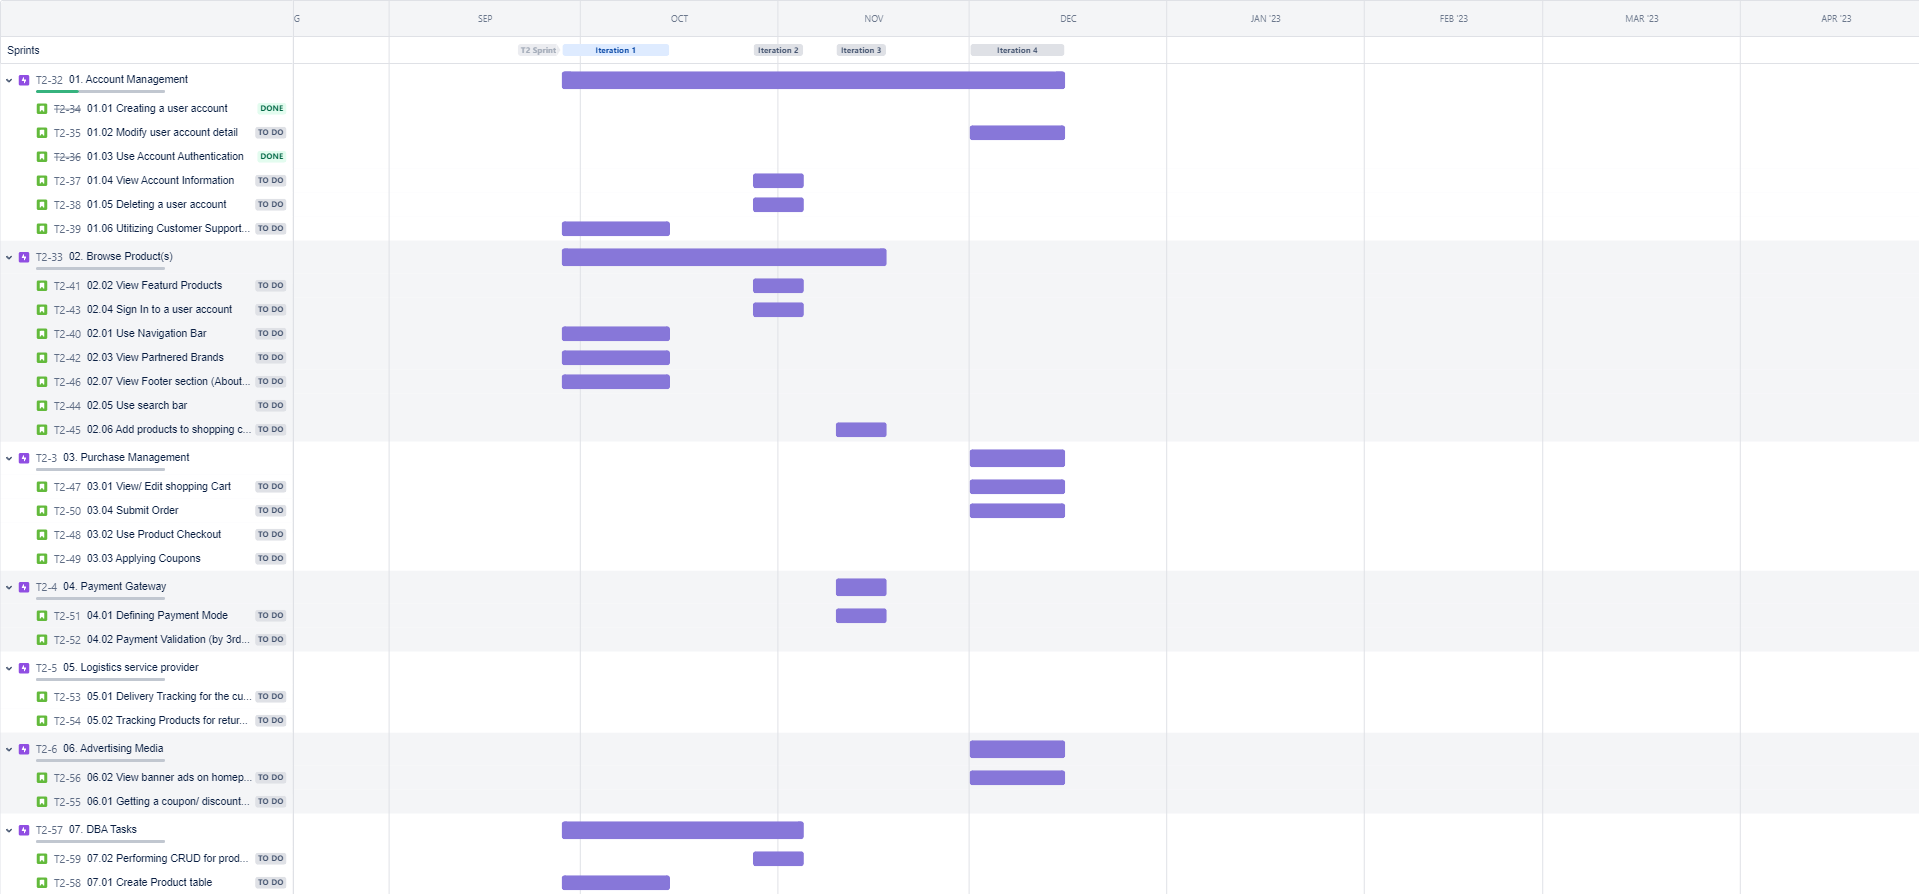 G SEP OCT NOV DEC JAN '23 FEB '23 MAR '23 APR '23
Sprints T2 Sprint Iteration 1 Iteration 2 Iteration 3 Iteration 4
T2-32 01. Account Management
T2-34 01.01 Creating a user account DONE
T2-35 01.02 Modify user account detail TO DO
T2-36 01.03 Use Account Authentication DONE
T2-37 01.04 View Account Information TO DO
T2-38 01.05 Deleting a user account TO DO
T2-39 01.06 Utitizing Customer Support... TO DO
T2-33 02. Browse Product(s)
T2-41 02.02 View Featurd Products TO DO
T2-43 02.04 Sign In to a user account TO DO
T2-40 02.01 Use Navigation Bar TO DO
T2-42 02.03 View Partnered Brands TO DO
T2-46 02.07 View Footer section (About... TO DO
T2-44 02.05 Use search bar TO DO
T2-45 02.06 Add products to shopping c... TO DO
T2-3 03. Purchase Management
T2-47 03.01 View/ Edit shopping Cart TO DO
T2-50 03.04 Submit Order TO DO
T2-48 03.02 Use Product Checkout TO DO
T2-49 03.03 Applying Coupons TO DO
T2-4 04. Payment Gateway
T2-51 04.01 Defining Payment Mode TO DO
T2-52 04.02 Payment Validation (by 3rd... TO DO
T2-5 05. Logistics service provider
T2-53 05.01 Delivery Tracking for the cu... TO DO
T2-54 05.02 Tracking Products for retur... TO DO
T2-6 06. Advertising Media
T2-56 06.02 View banner ads on homep... TO DO
T2-55 06.01 Getting a coupon/ discount... TO DO
T2-57 07. DBA Tasks
T2-59 07.02 Performing CRUD for prod... TO DO
T2-58 07.01 Create Product table TO DO